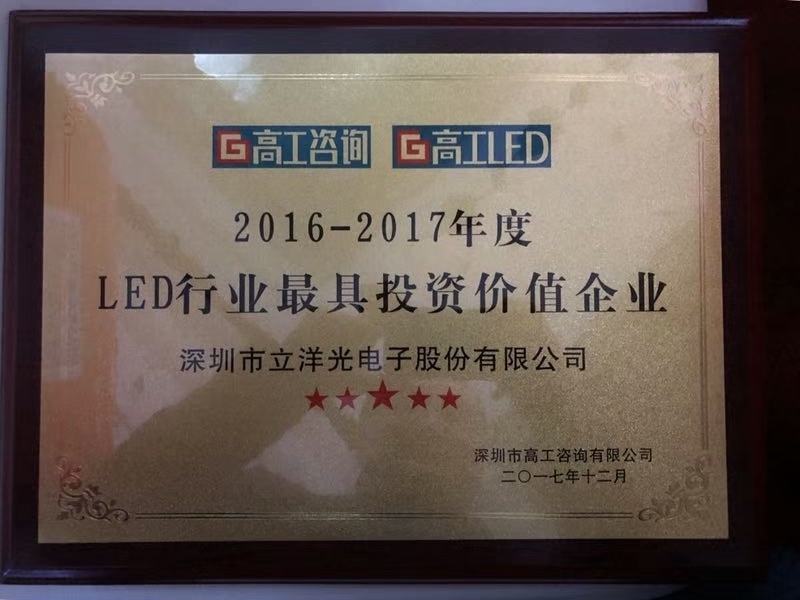 G 高工咨询 G 高工LED
2016-2017年度
LED行业最具投资价值企业
深圳市立洋光电子股份有限公司
深圳市高工咨询有限公司
二〇一七年十二月